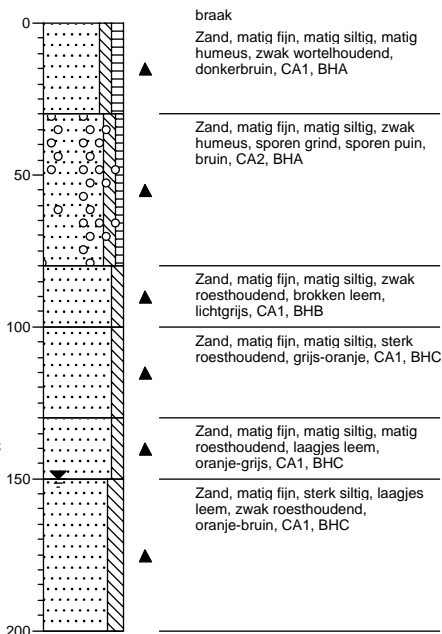 0
braak
Zand, matig fijn, matig siltig, matig
humeus, zwak wortelhoudend,
donkerbruin, CA1, BHA
Zand, matig fijn, matig siltig, zwak
humeus, sporen grind, sporen puin,
bruin, CA2, BHA
50
Zand, matig fijn, matig siltig, zwak
roesthoudend, brokken leem,
lichtgrijs, CA1, BHB
100
Zand, matig fijn, matig siltig, sterk
roesthoudend, grijs-oranje, CA1, BHC
Zand, matig fijn, matig siltig, matig
roesthoudend, laagjes leem,
oranje-grijs, CA1, BHC
150
Zand, matig fijn, sterk siltig, laagjes
leem, zwak roesthoudend,
oranje-bruin, CA1, BHC
200